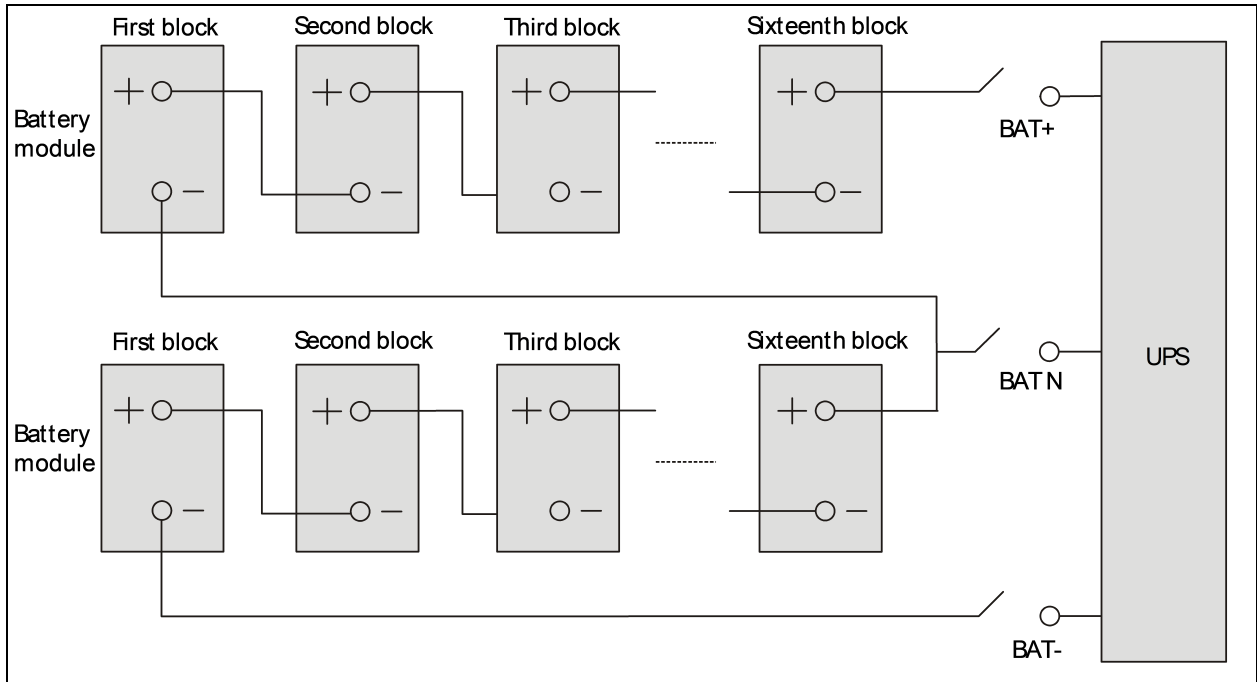 First block
Second block
Third block
Sixteenth block
Battery
module
+
+
+
+
BAT+
−
−
−
−
First block
Second block
Third block
Sixteenth block
BAT N
UPS
Battery
module
+
+
+
+
−
−
−
−
BAT-